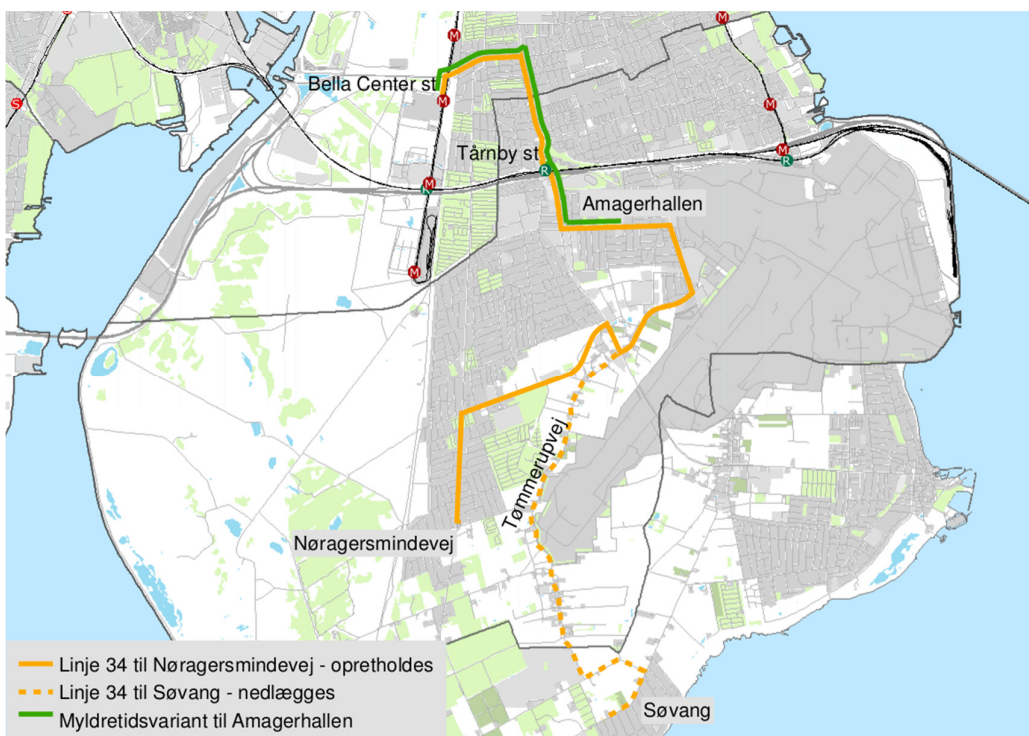 M
M
S
Bella Center st
M
M
Tårnby st
M
R
R
R
M
Amagerhallen
M
Tømmerupvej
Nøragersmindevej
Linje 34 til Nøragersmindevej - opretholdes
Linje 34 til Søvang - nedlægges
Myldretidsvariant til Amagerhallen
Søvang